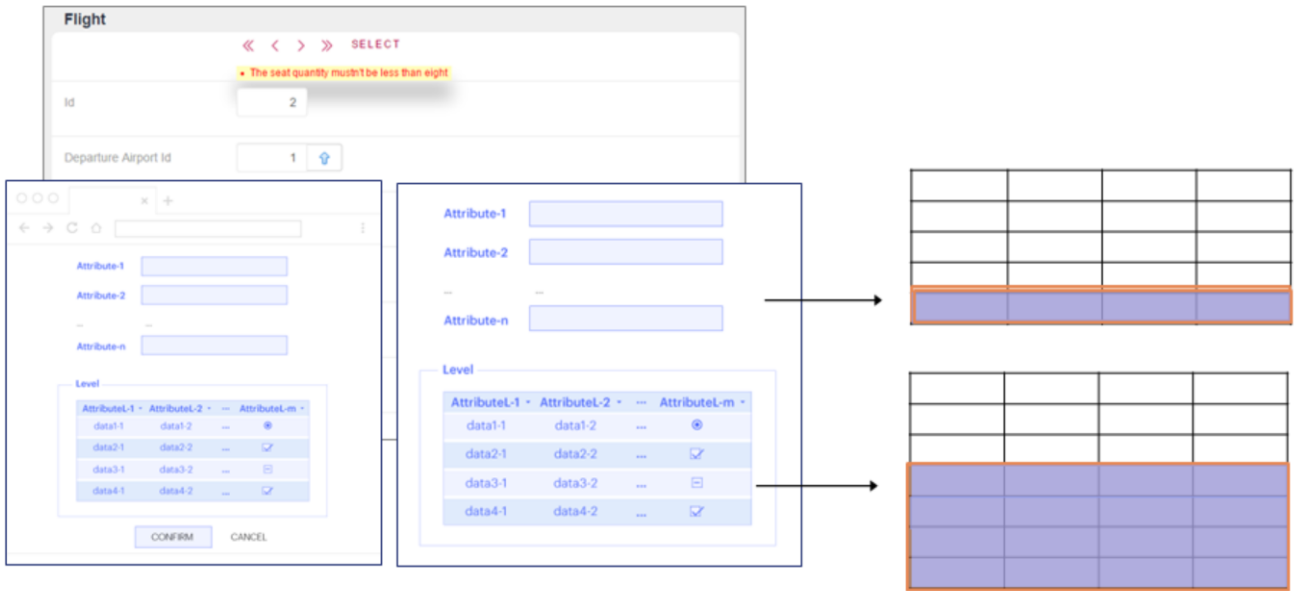 Flight
SELECT
• The seat quantity mustn't be less than eight
Id 2
Departure Airport Id 1
Attribute-1
Attribute-2
... ...
Attribute-n
Level
AttributeL-1 AttributeL-2 ... AttributeL-m
data1-1 data1-2 ...
data2-1 data2-2 ...
data3-1 data3-2 ...
data4-1 data4-2 ...
CONFIRM CANCEL
Attribute-1
Attribute-2
... ...
Attribute-n
Level
AttributeL-1 AttributeL-2 ... AttributeL-m
data1-1 data1-2 ...
data2-1 data2-2 ...
data3-1 data3-2 ...
data4-1 data4-2 ...